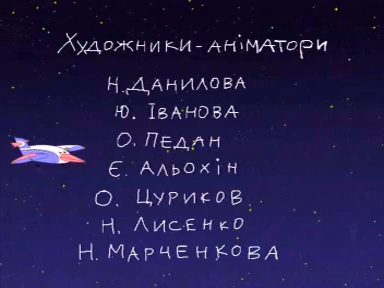 Художники-аніматори
Н. Данилова
Ю. Іванова
О. Педан
Є. Альохін
О. Цуриков
Н. Лисенко
Н. Марченкова